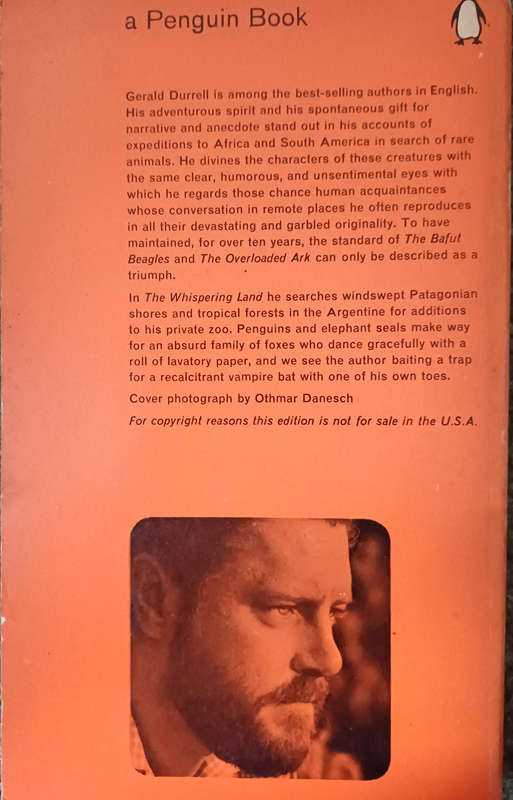 a Penguin Book
Gerald Durrell is among the best-selling authors in English.
His adventurous spirit and his spontaneous gift for
narrative and anecdote stand out in his accounts of
expeditions to Africa and South America in search of rare
animals. He divines the characters of these creatures with
the same clear, humorous, and unsentimental eyes with
which he regards those chance human acquaintances
whose conversation in remote places he often reproduces
in all their devastating and garbled originality. To have
maintained, for over ten years, the standard of The Bafut
Beagles and The Overloaded Ark can only be described as a
triumph.
In The Whispering Land he searches windswept Patagonian
shores and tropical forests in the Argentine for additions
to his private zoo. Penguins and elephant seals make way
for an absurd family of foxes who dance gracefully with a
roll of lavatory paper, and we see the author baiting a trap
for a recalcitrant vampire bat with one of his own toes.
Cover photograph by Othmar Danesch
For copyright reasons this edition is not for sale in the U.S.A.